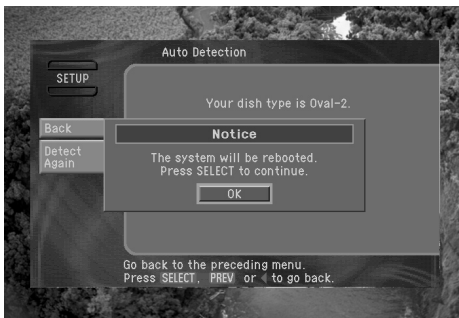 Auto Detection
SETUP
Your dish type is Oval-2.
Back
Notice
Detect
Again
The system will be rebooted.
Press SELECT to continue.
OK
Go back to the preceding menu.
Press SELECT, PREV or ◀ to go back.